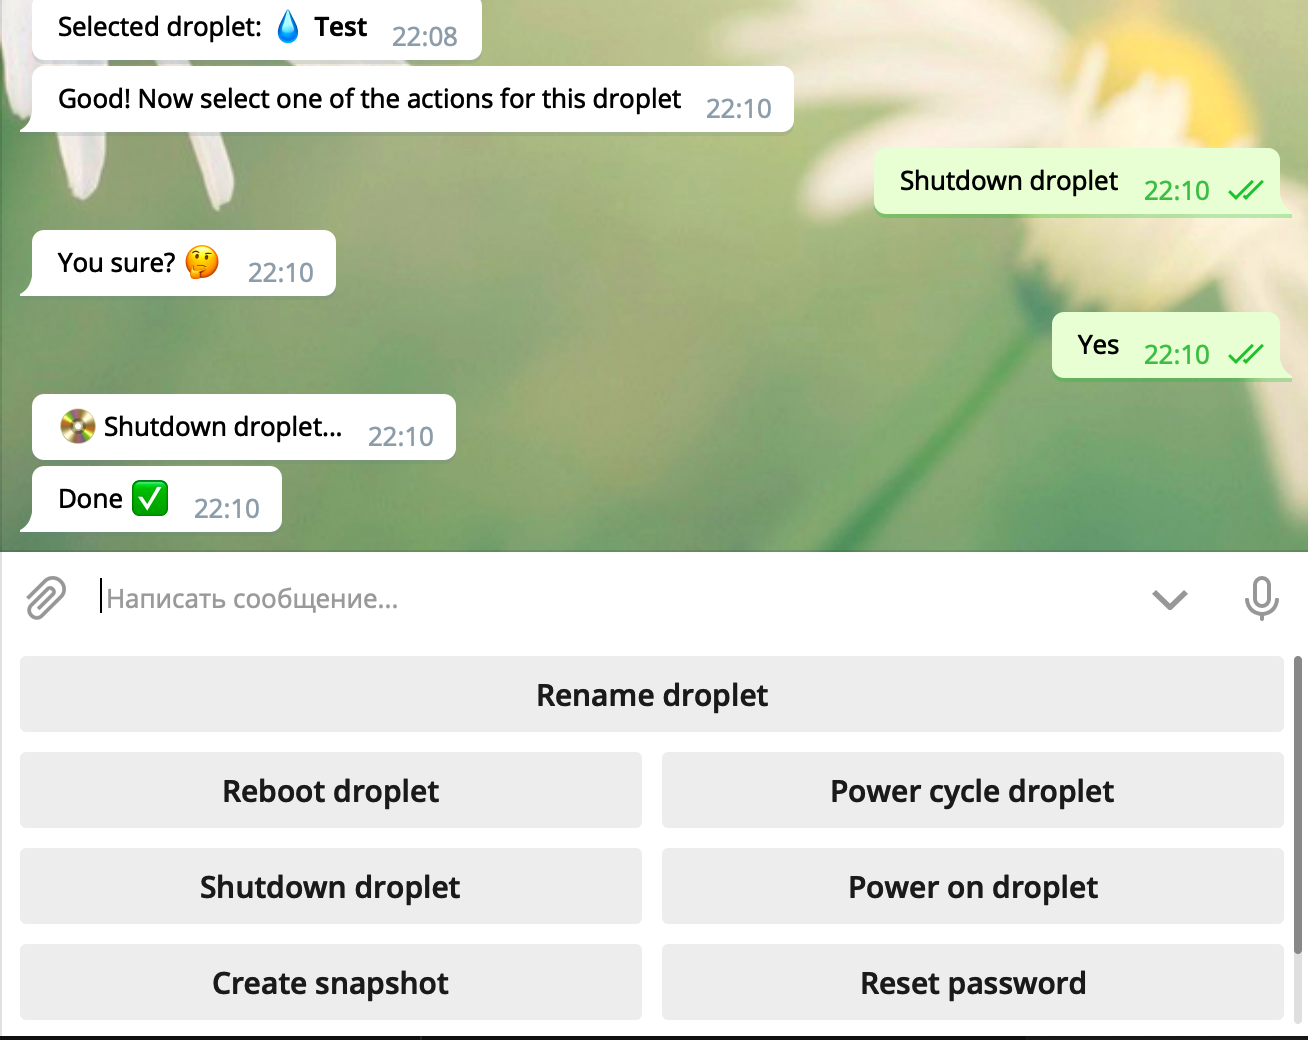 Selected droplet: 💧 Test 22:08
Good! Now select one of the actions for this droplet 22:10
Shutdown droplet 22:10
You sure? 🤔 22:10
Yes 22:10
📀 Shutdown droplet... 22:10
Done ✅ 22:10
Написать сообщение...
Rename droplet
Reboot droplet
Power cycle droplet
Shutdown droplet
Power on droplet
Create snapshot
Reset password